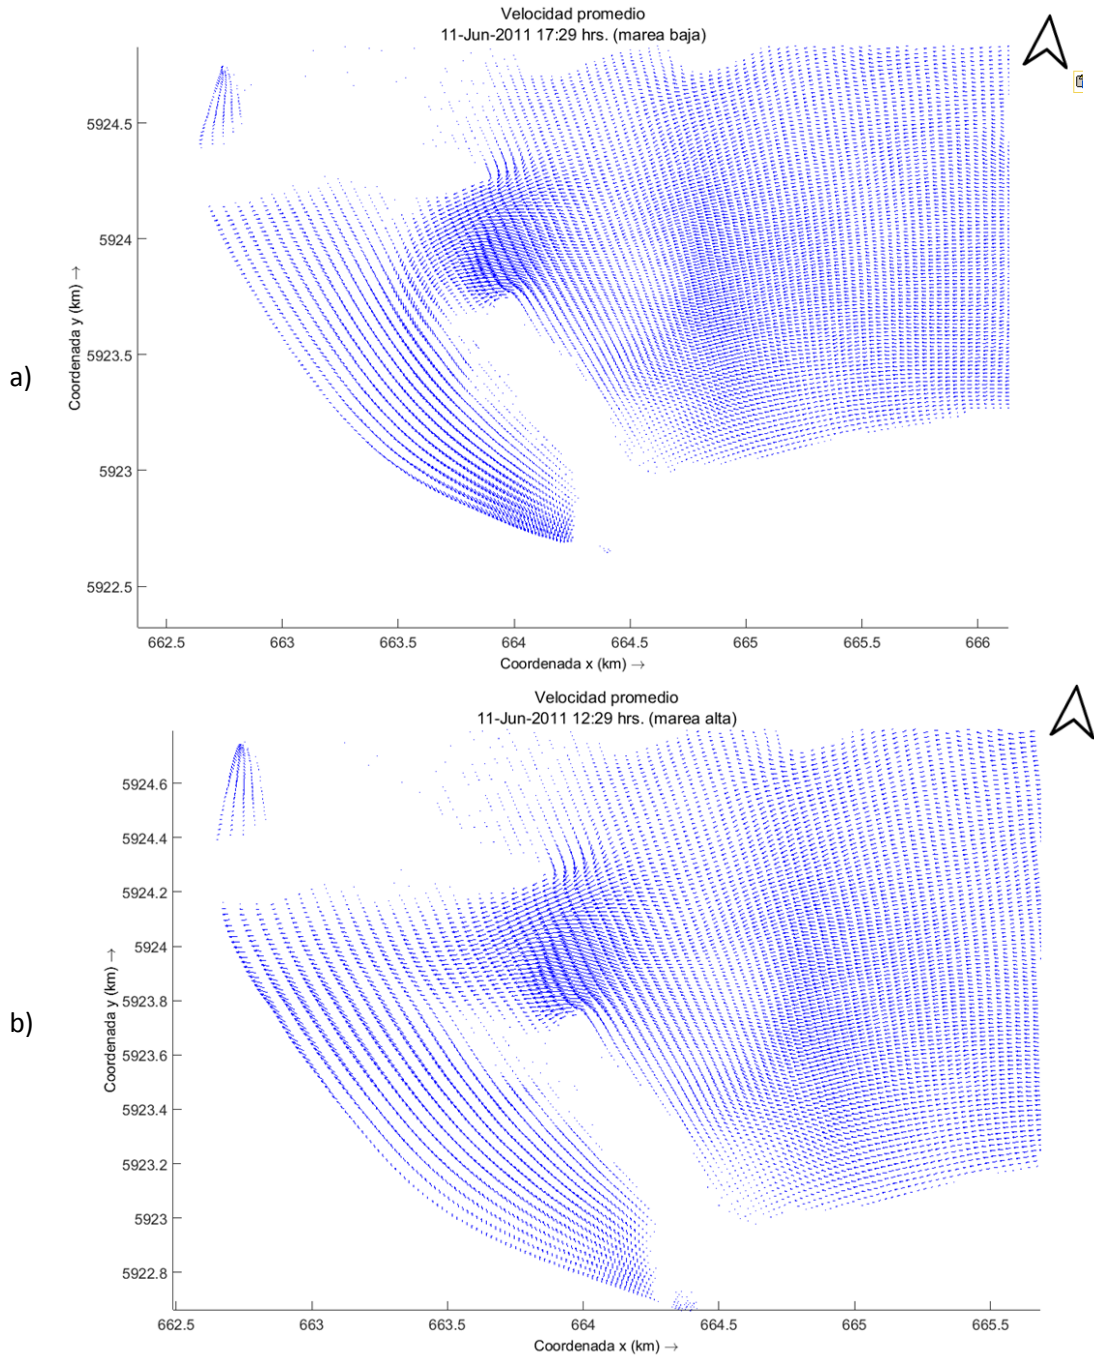 Velocidad promedio
11-Jun-2011 17:29 hrs. (marea baja)
5924.5
5924
5923.5
5923
5922.5
Coordenada y (km) →
a)
662.5 663 663.5 664 664.5 665 665.5 666
Coordenada x (km) →
Velocidad promedio
11-Jun-2011 12:29 hrs. (marea alta)
5924.6
5924.4
5924.2
5924
5923.8
5923.6
5923.4
5923.2
5923
5922.8
Coordenada y (km) →
b)
662.5 663 663.5 664 664.5 665 665.5
Coordenada x (km) →